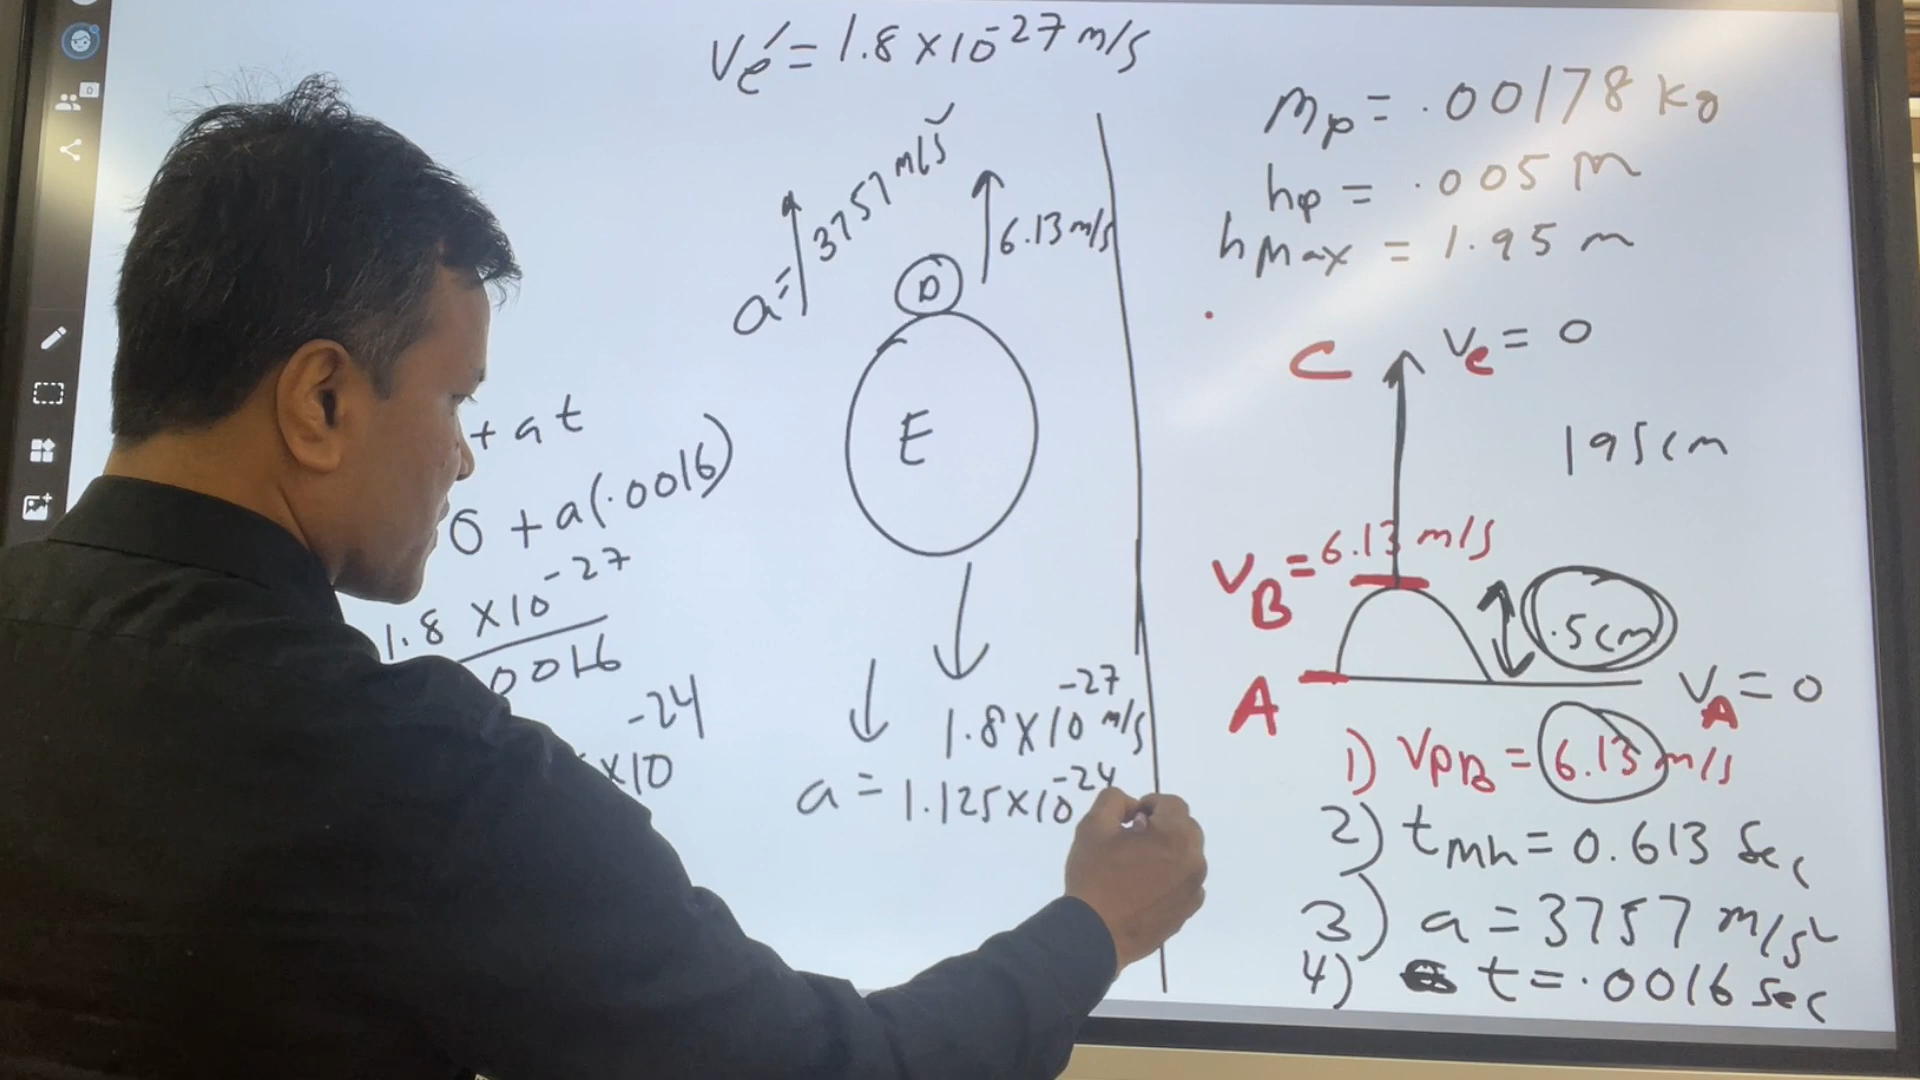 Ve' = 1.8 x 10^-27 m/s
a = 3757 m/s²
6.13 m/s
D
E
+ at
0 + a(.0016)
1.8 x 10^-27
0016
x10^-24
1.8 x 10^-27 m/s
a = 1.125 x 10^-24
mp = .00178 kg
hp = .005 m
hmax = 1.95 m
C
Vc = 0
195 cm
VB = 6.13 m/s
.5 cm
A
VA = 0
1) VPB = 6.13 m/s
2) tmh = 0.613 Sec
3) a = 3757 m/s²
4) t = .0016 sec